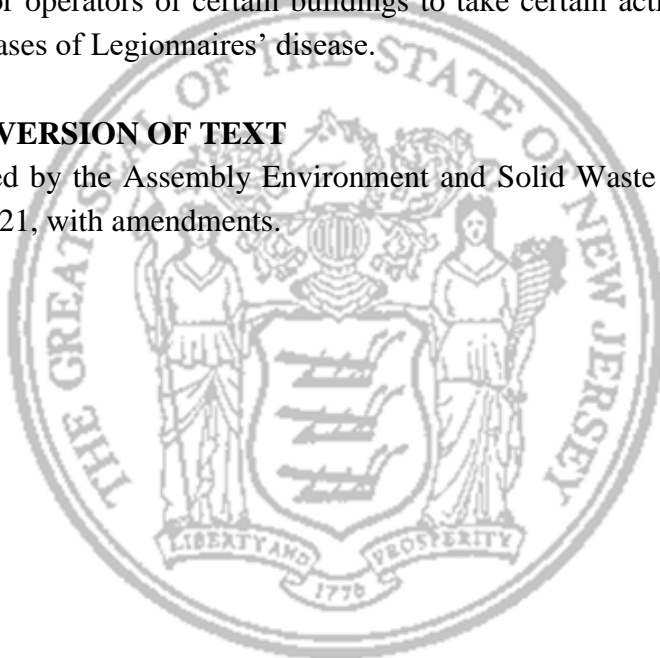 or operators of certain buildings to take certain acti
ases of Legionnaires’ disease.
VERSION OF TEXT
ed by the Assembly Environment and Solid Waste
21, with amendments.
THE GREAT SEAL OF THE STATE OF NEW JERSEY
LIBERTY AND PROSPERITY
1776